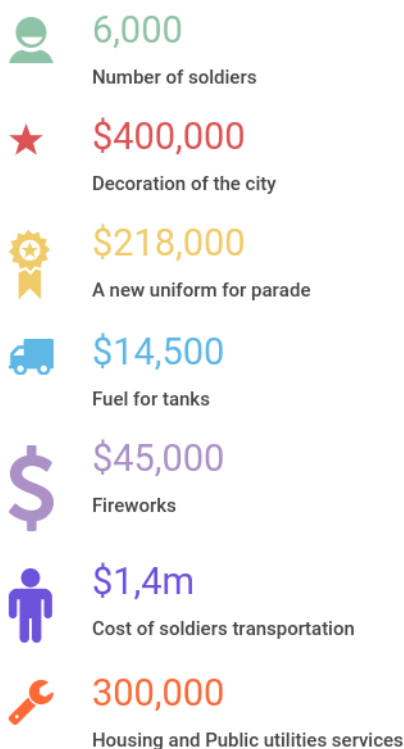 6,000
Number of soldiers
$400,000
Decoration of the city
$218,000
A new uniform for parade
$14,500
Fuel for tanks
$45,000
Fireworks
$1,4m
Cost of soldiers transportation
300,000
Housing and Public utilities services